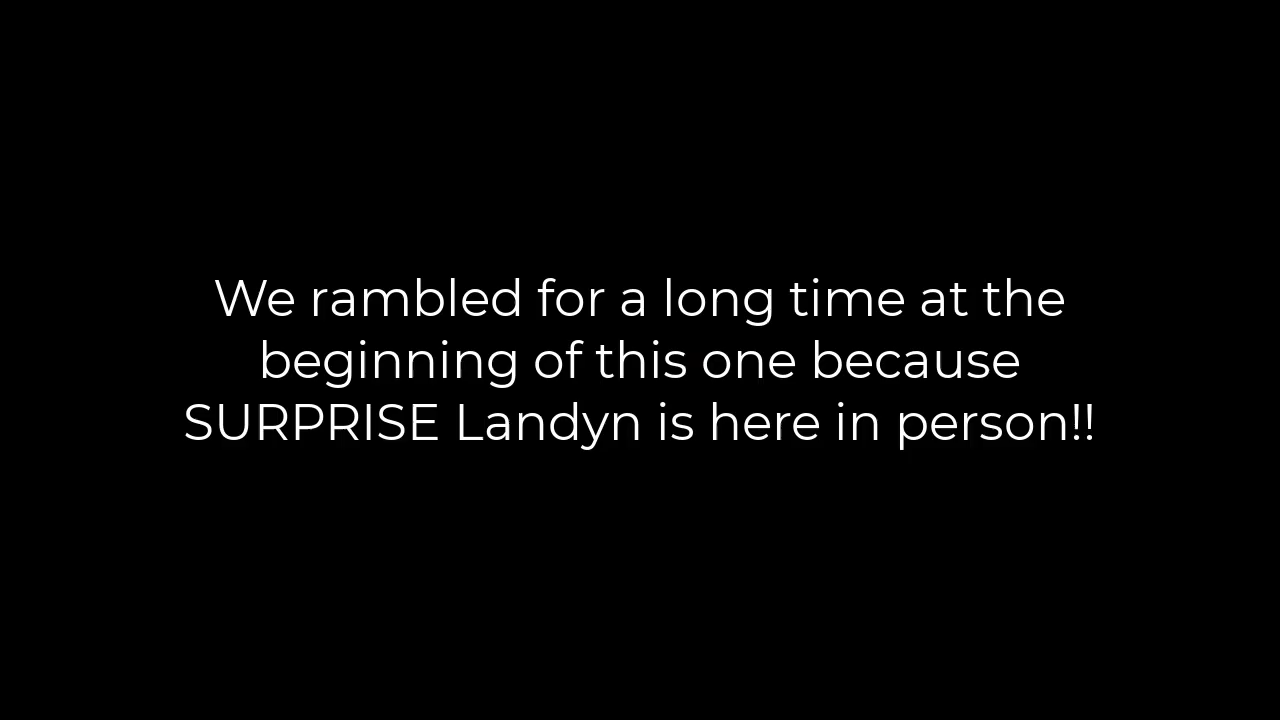 We rambled for a long time at the
beginning of this one because
SURPRISE Landyn is here in person!!